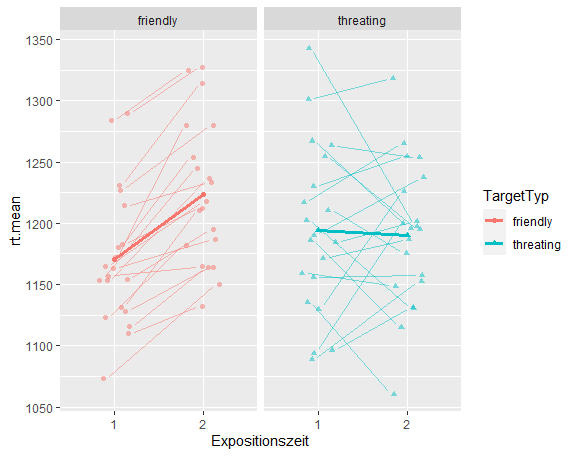 friendly threating
1350
1300
1250
1200
1150
1100
1050
rt.mean
1 2 1 2
Expositionszeit
TargetTyp
friendly
threating